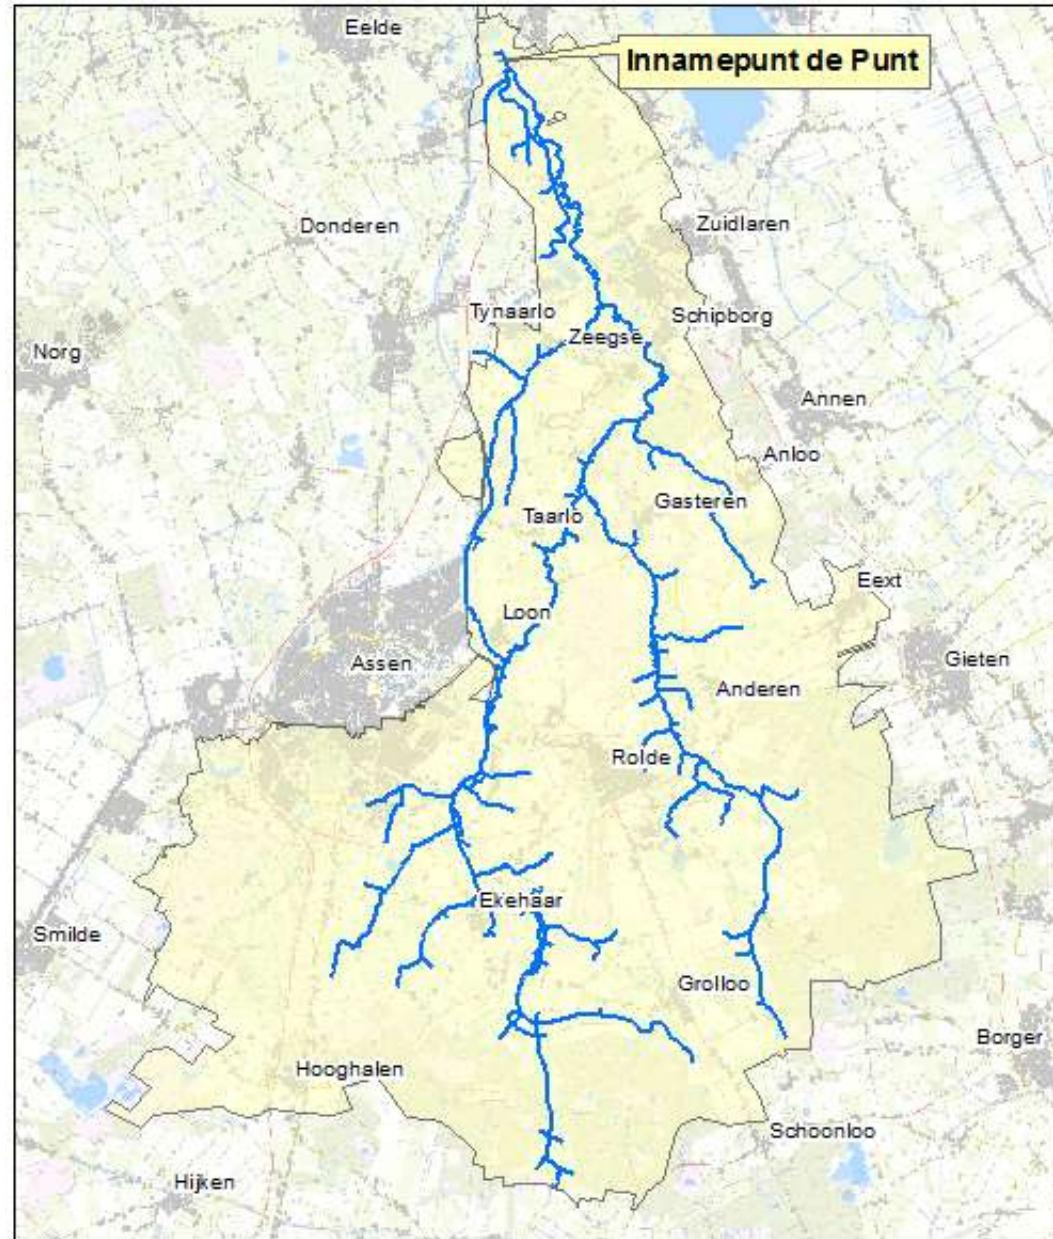 Eelde
Innamepunt de Punt
Donderen
Zuidlaren
Tynaarlo
Schipborg
Zeegse
Norg
Annen
Anloo
Gasteren
Taarlo
Eext
Loon
Assen
Gieten
Anderen
Rolde
Ekehaar
Smilde
Grolloo
Borger
Hooghalen
Schoonloo
Hijken